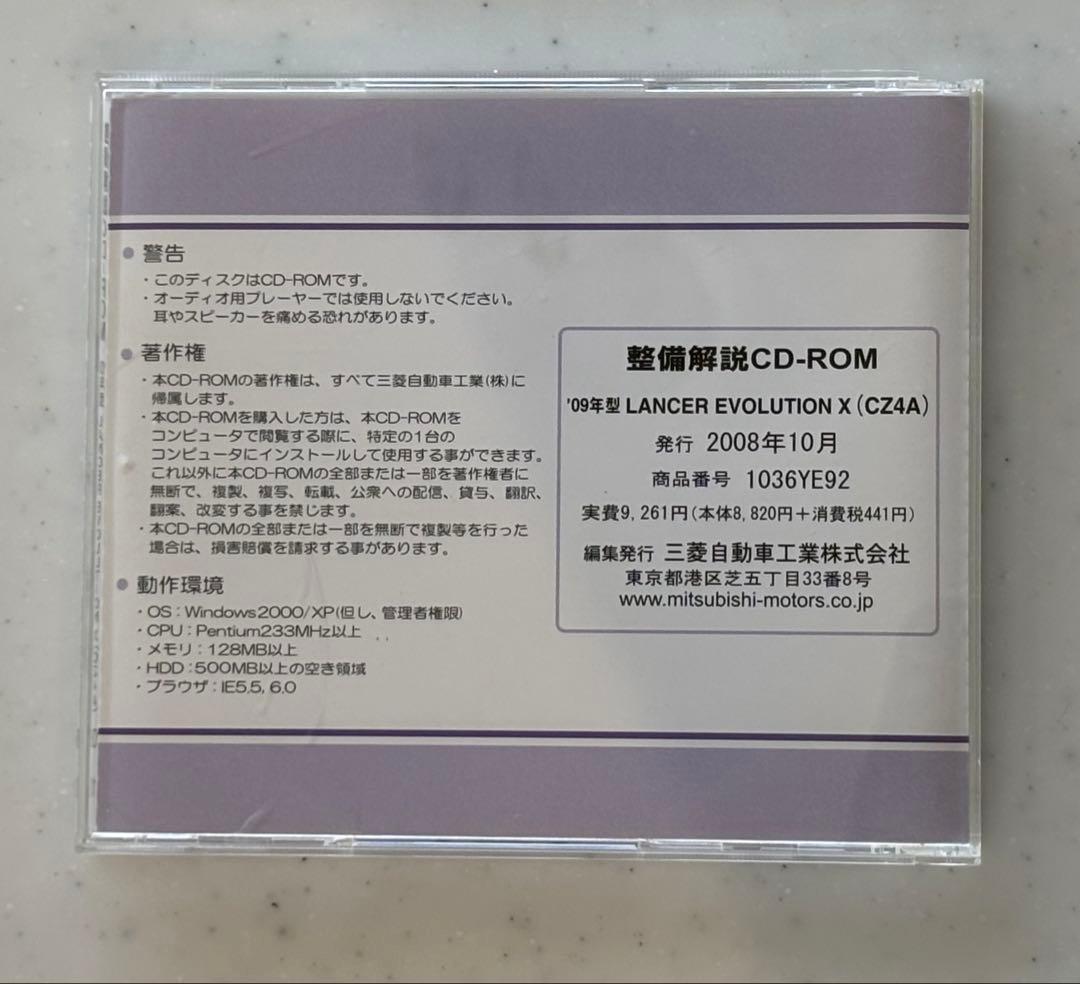 ● 警告
・このディスクはCD-ROMです。
・オーディオ用プレーヤーでは使用しないでください。
耳やスピーカーを痛める恐れがあります。
● 著作権
・本CD-ROMの著作権は、すべて三菱自動車工業(株)に
帰属します。
・本CD-ROMを購入した方は、本CD-ROMを
コンピュータで閲覧する際に、特定の1台の
コンピュータにインストールして使用する事ができます。
これ以外に本CD-ROMの全部または一部を著作権者に
無断で、複製、複写、転載、公衆への配信、貸与、翻訳、
翻案、改変する事を禁じます。
・本CD-ROMの全部または一部を無断で複製等を行った
場合は、損害賠償を請求する事があります。
● 動作環境
・OS：Windows2000/XP(但し、管理者権限)
・CPU：Pentium233MHz以上
・メモリ：128MB以上
・HDD：500MB以上の空き領域
・ブラウザ：IE5.5, 6.0
整備解説CD-ROM
'09年型 LANCER EVOLUTION X（CZ4A）
発行 2008年10月
商品番号 1036YE92
実費9,261円（本体8,820円＋消費税441円）
編集発行 三菱自動車工業株式会社
東京都港区芝五丁目33番8号
www.mitsubishi-motors.co.jp